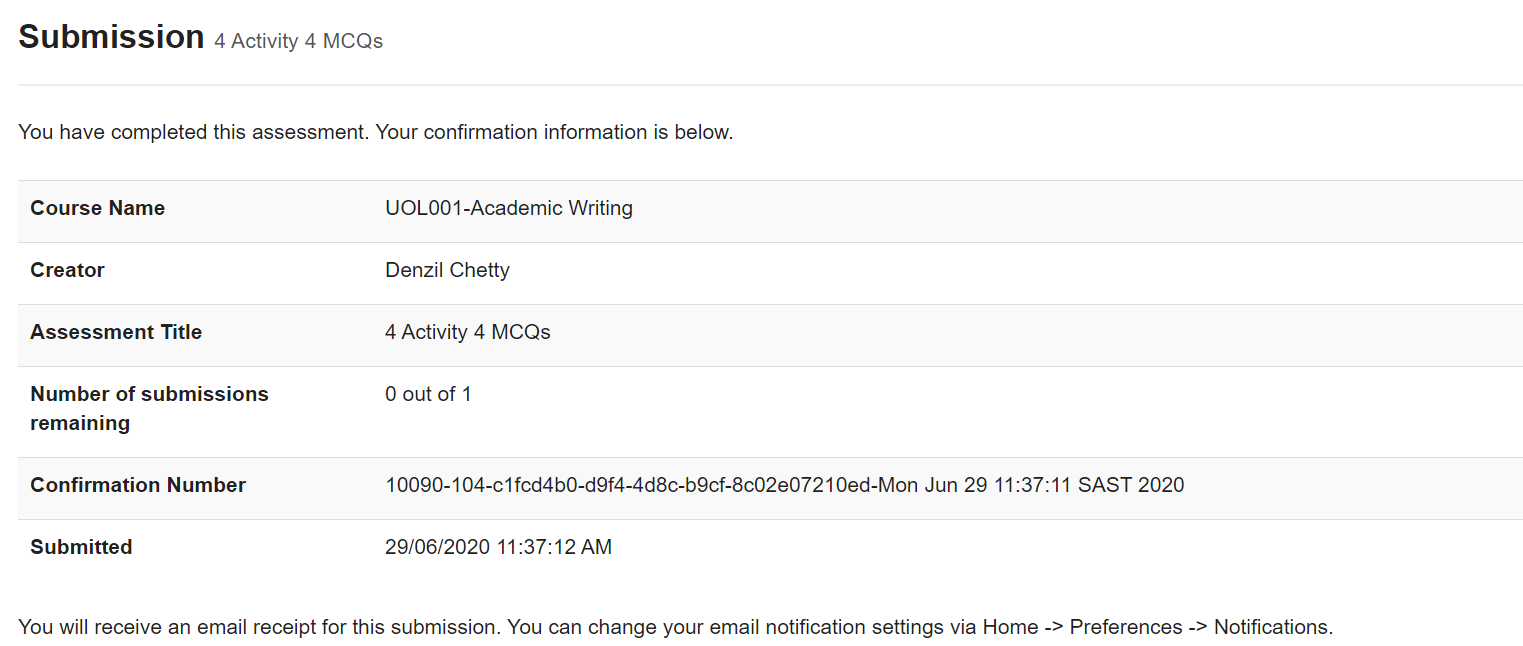 Submission 4 Activity 4 MCQs
You have completed this assessment. Your confirmation information is below.
Course Name UOL001-Academic Writing
Creator Denzil Chetty
Assessment Title 4 Activity 4 MCQs
Number of submissions remaining 0 out of 1
Confirmation Number 10090-104-c1fcd4b0-d9f4-4d8c-b9cf-8c02e07210ed-Mon Jun 29 11:37:11 SAST 2020
Submitted 29/06/2020 11:37:12 AM
You will receive an email receipt for this submission. You can change your email notification settings via Home -> Preferences -> Notifications.